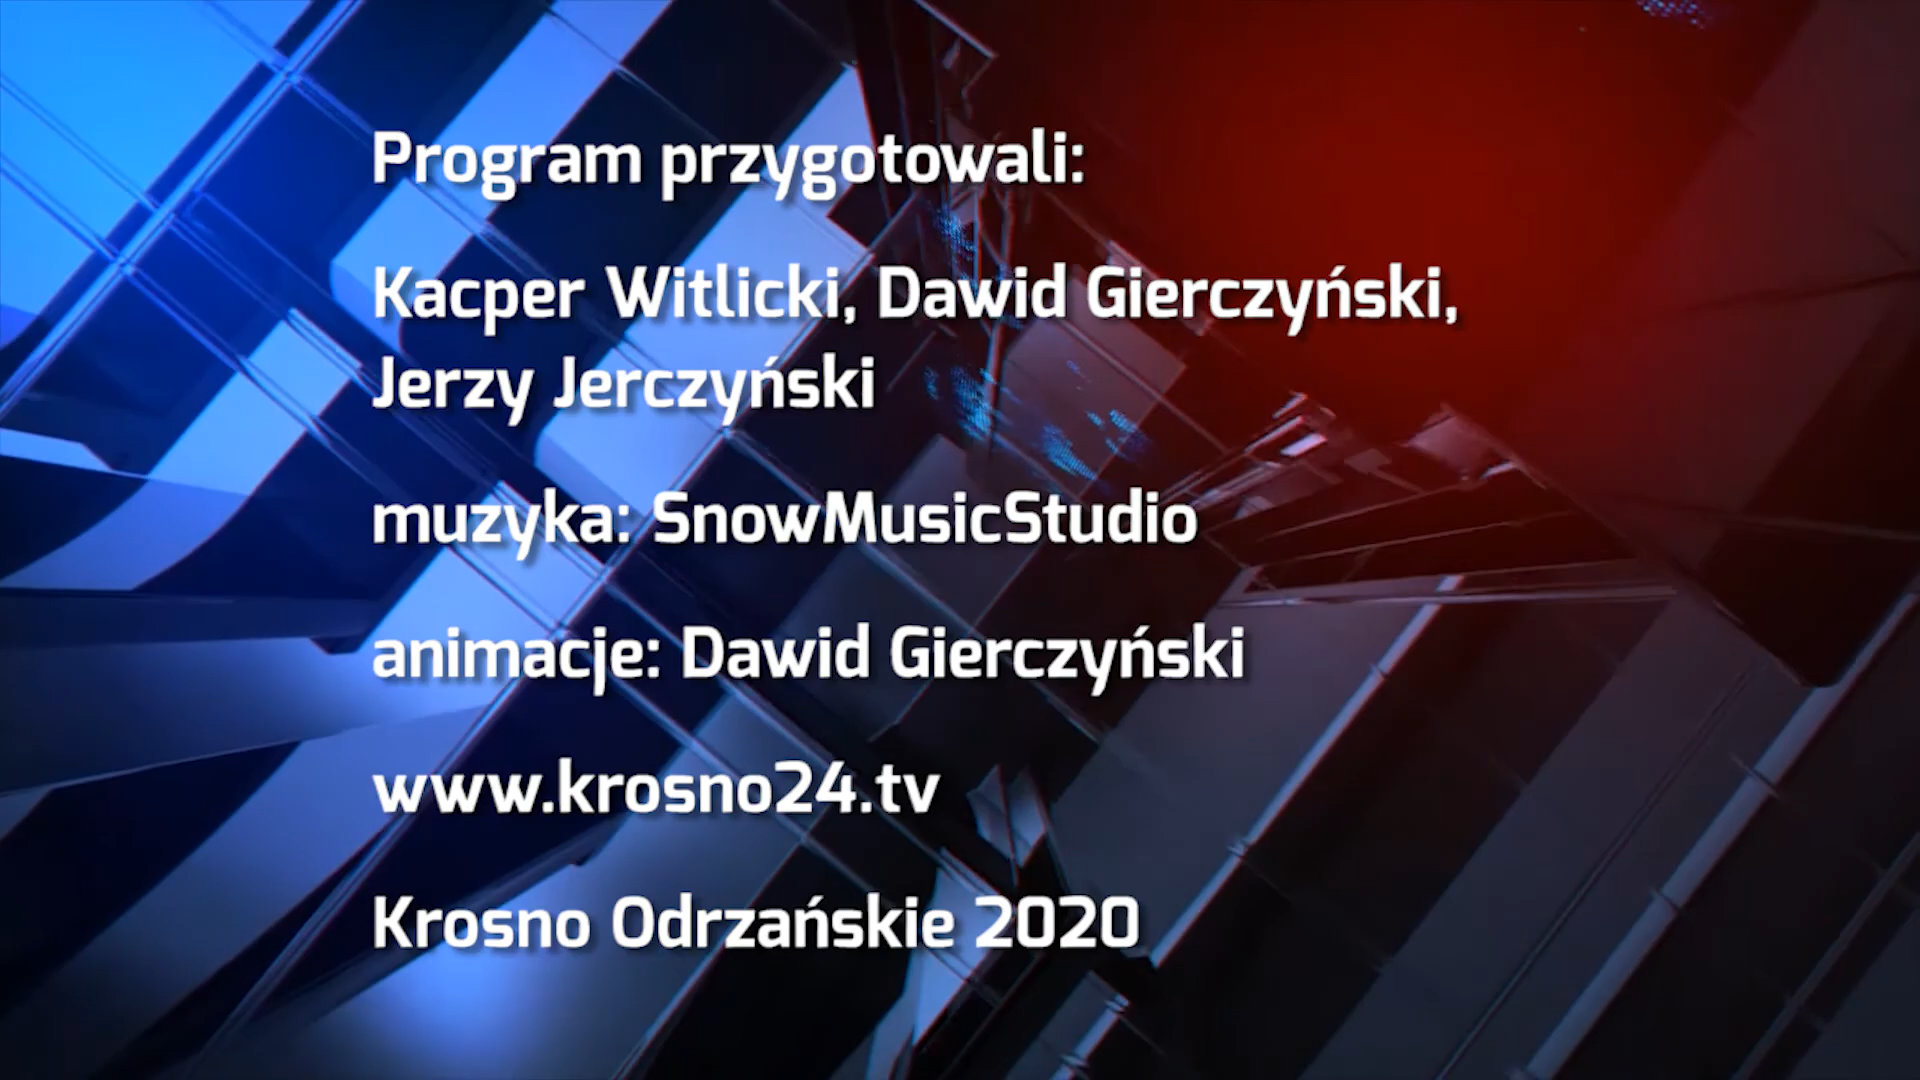 Program przygotowali:
Kacper Witlicki, Dawid Gierczyński,
Jerzy Jerczyński
muzyka: SnowMusicStudio
animacje: Dawid Gierczyński
www.krosno24.tv
Krosno Odrzańskie 2020